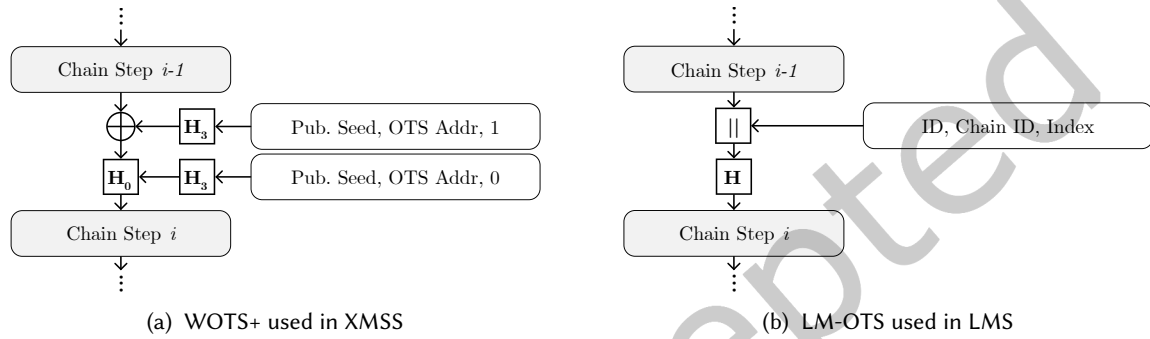 Chain Step i-1
H₃
Pub. Seed, OTS Addr, 1
H₀
H₃
Pub. Seed, OTS Addr, 0
Chain Step i
(a) WOTS+ used in XMSS
Chain Step i-1
||
ID, Chain ID, Index
H
Chain Step i
(b) LM-OTS used in LMS
epted